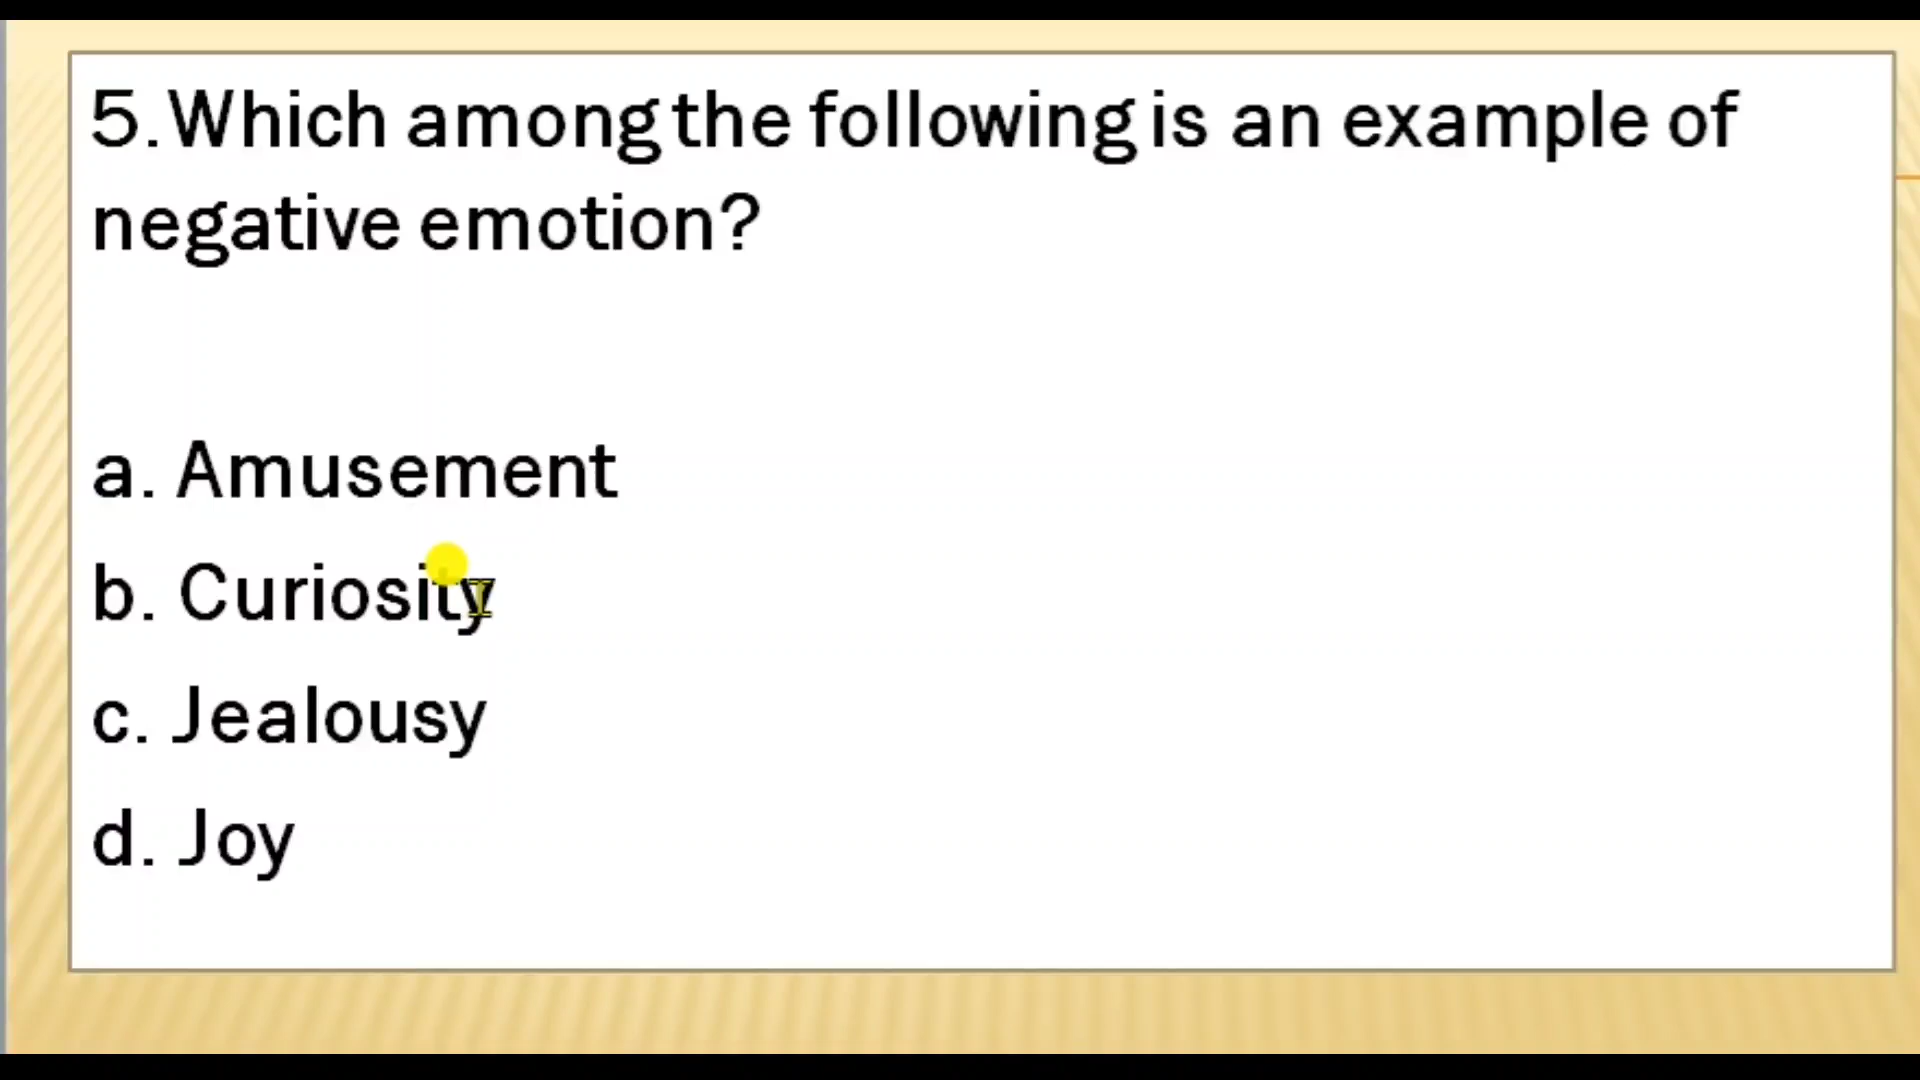 5. Which among the following is an example of
negative emotion?
a. Amusement
b. Curiosity
c. Jealousy
d. Joy